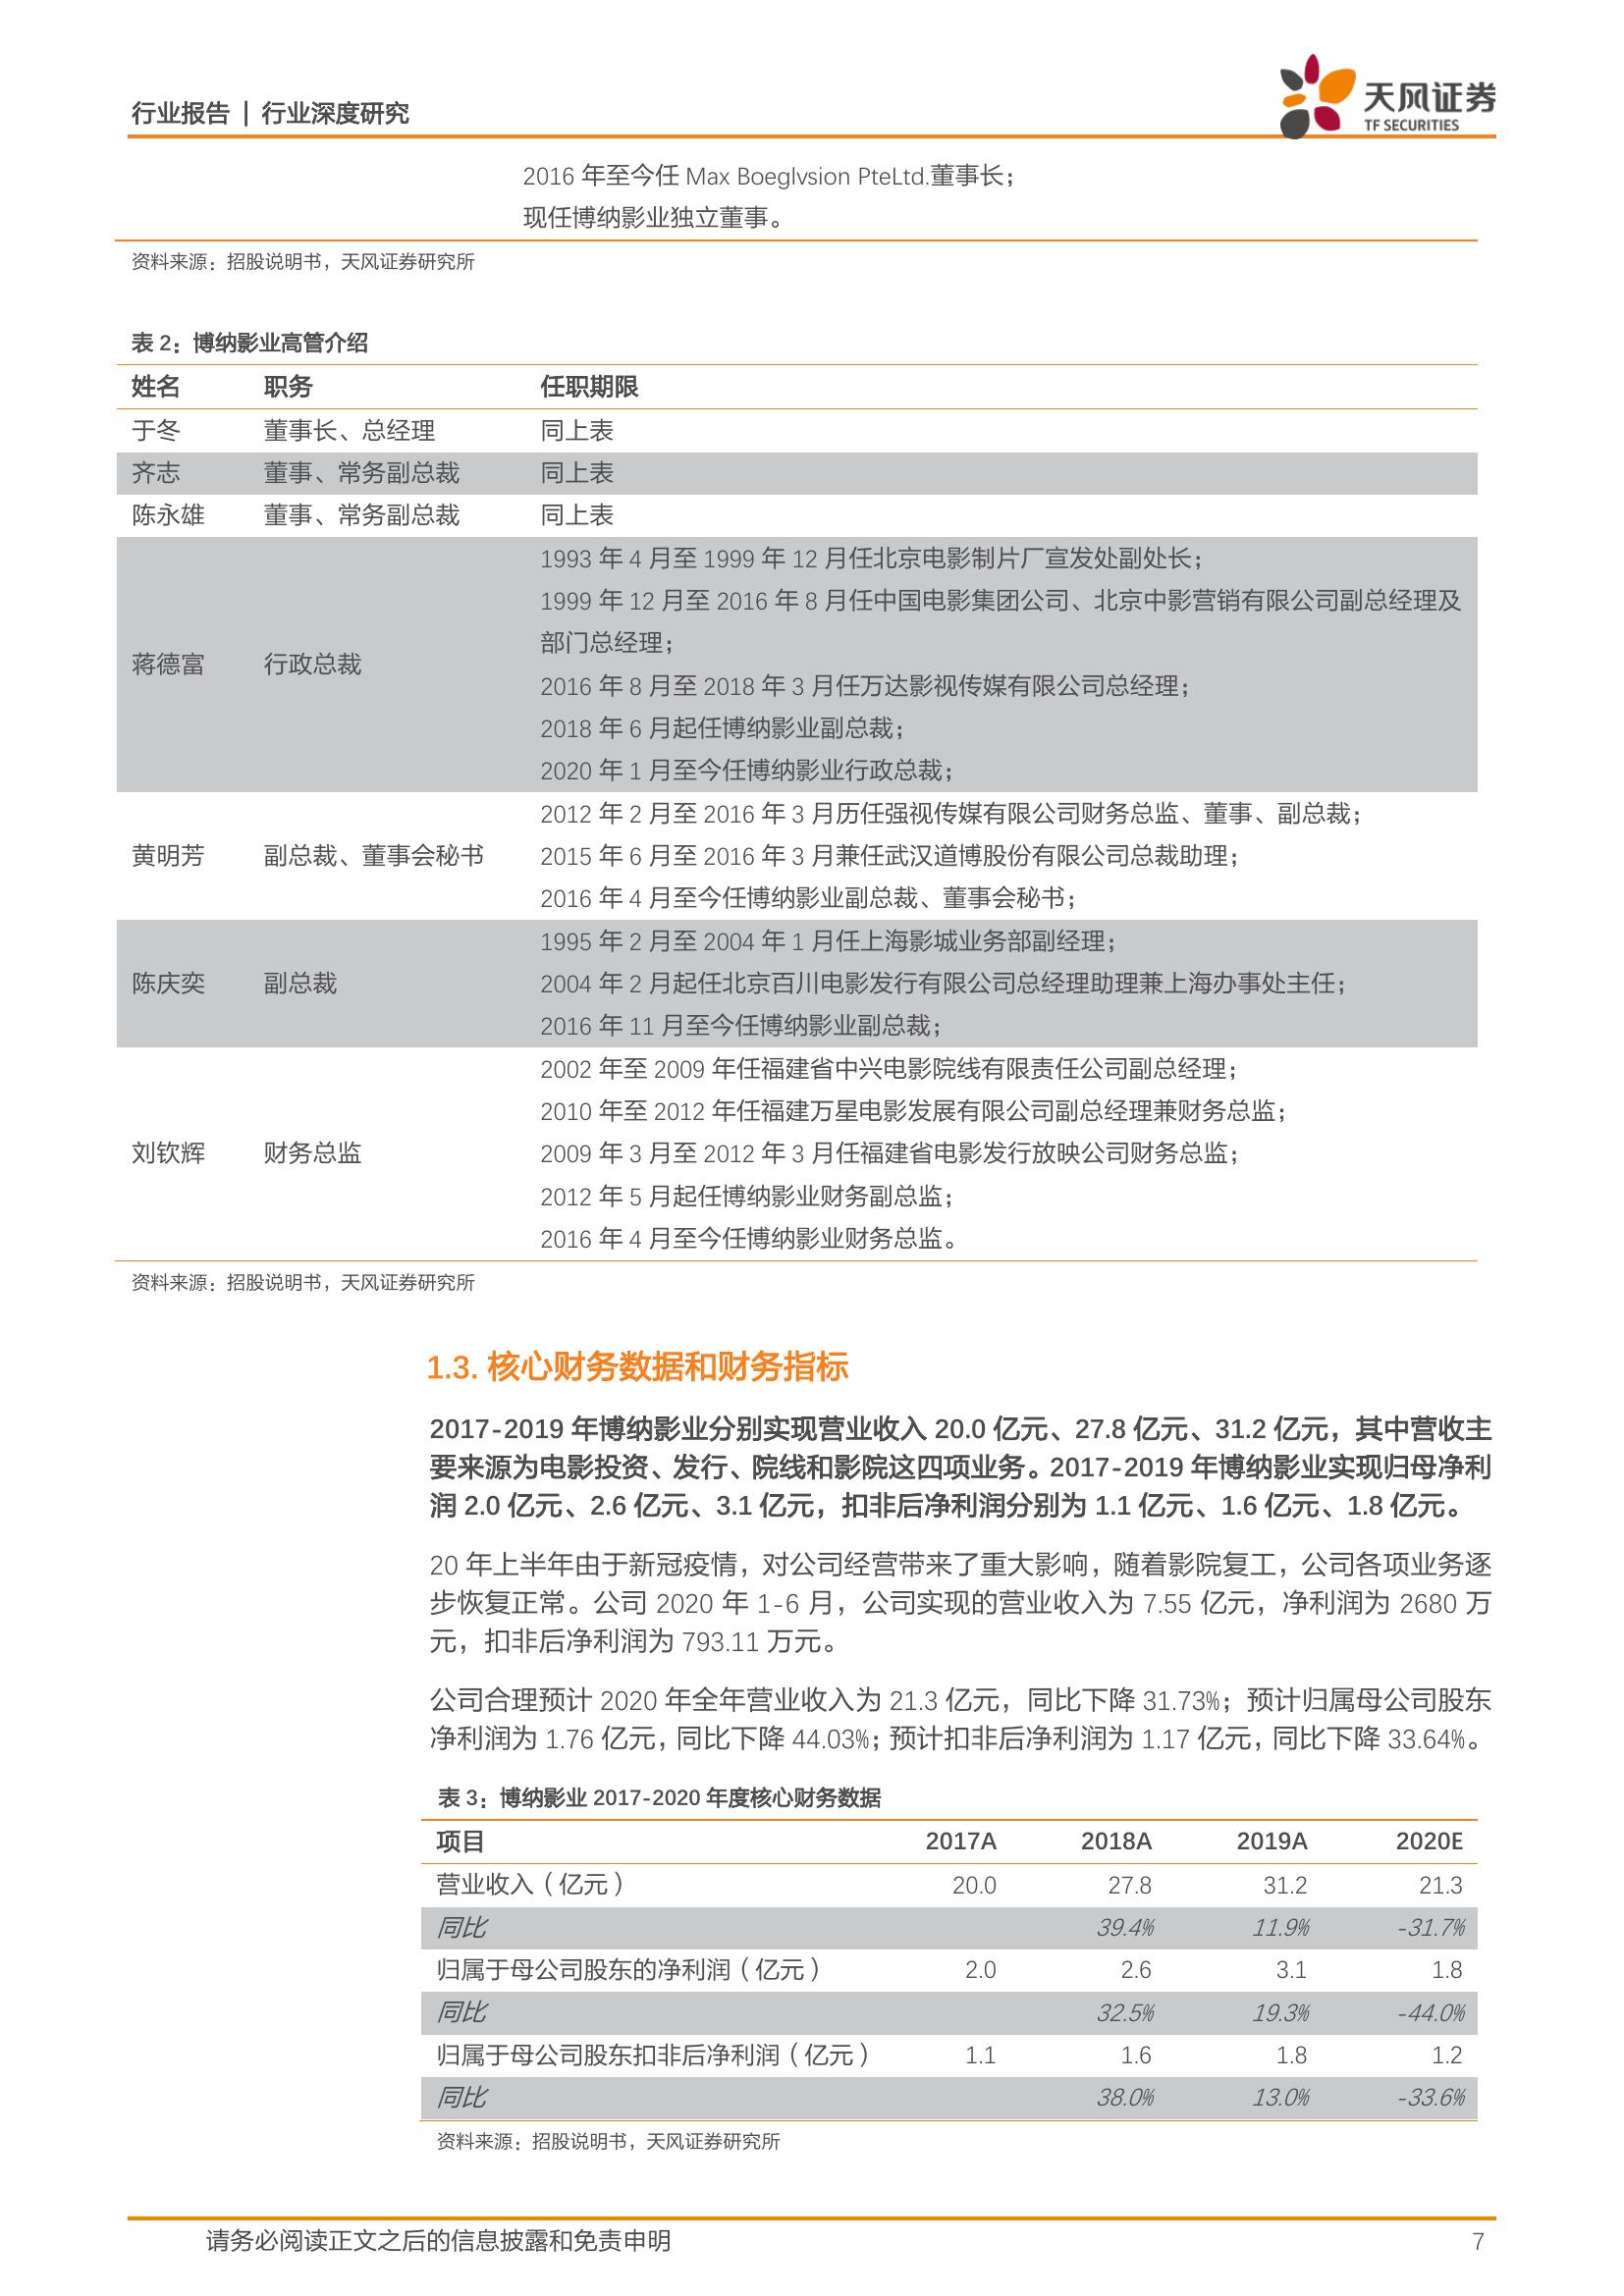 行业报告 | 行业深度研究
天风证券
TF SECURITIES
2016 年至今任 Max Boeglvsion PteLtd.董事长；
现任博纳影业独立董事。
资料来源：招股说明书，天风证券研究所
表 2：博纳影业高管介绍
姓名 职务 任职期限
于冬 董事长、总经理 同上表
齐志 董事、常务副总裁 同上表
陈永雄 董事、常务副总裁 同上表
1993 年 4 月至 1999 年 12 月任北京电影制片厂宣发处副处长；
1999 年 12 月至 2016 年 8 月任中国电影集团公司、北京中影营销有限公司副总经理及
部门总经理；
蒋德富 行政总裁
2016 年 8 月至 2018 年 3 月任万达影视传媒有限公司总经理；
2018 年 6 月起任博纳影业副总裁；
2020 年 1 月至今任博纳影业行政总裁；
2012 年 2 月至 2016 年 3 月历任强视传媒有限公司财务总监、董事、副总裁；
黄明芳 副总裁、董事会秘书 2015 年 6 月至 2016 年 3 月兼任武汉道博股份有限公司总裁助理；
2016 年 4 月至今任博纳影业副总裁、董事会秘书；
1995 年 2 月至 2004 年 1 月任上海影城业务部副经理；
陈庆奕 副总裁 2004 年 2 月起任北京百川电影发行有限公司总经理助理兼上海办事处主任；
2016 年 11 月至今任博纳影业副总裁；
2002 年至 2009 年任福建省中兴电影院线有限责任公司副总经理；
2010 年至 2012 年任福建万星电影发展有限公司副总经理兼财务总监；
刘钦辉 财务总监 2009 年 3 月至 2012 年 3 月任福建省电影发行放映公司财务总监；
2012 年 5 月起任博纳影业财务副总监；
2016 年 4 月至今任博纳影业财务总监。
资料来源：招股说明书，天风证券研究所
1.3. 核心财务数据和财务指标
2017-2019 年博纳影业分别实现营业收入 20.0 亿元、27.8 亿元、31.2 亿元，其中营收主
要来源为电影投资、发行、院线和影院这四项业务。2017-2019 年博纳影业实现归母净利
润 2.0 亿元、2.6 亿元、3.1 亿元，扣非后净利润分别为 1.1 亿元、1.6 亿元、1.8 亿元。
20 年上半年由于新冠疫情，对公司经营带来了重大影响，随着影院复工，公司各项业务逐
步恢复正常。公司 2020 年 1-6 月，公司实现的营业收入为 7.55 亿元，净利润为 2680 万
元，扣非后净利润为 793.11 万元。
公司合理预计 2020 年全年营业收入为 21.3 亿元，同比下降 31.73%；预计归属母公司股东
净利润为 1.76 亿元，同比下降 44.03%；预计扣非后净利润为 1.17 亿元，同比下降 33.64%。
表 3：博纳影业 2017-2020 年度核心财务数据
项目 2017A 2018A 2019A 2020E
营业收入（亿元） 20.0 27.8 31.2 21.3
同比 39.4% 11.9% -31.7%
归属于母公司股东的净利润（亿元） 2.0 2.6 3.1 1.8
同比 32.5% 19.3% -44.0%
归属于母公司股东扣非后净利润（亿元） 1.1 1.6 1.8 1.2
同比 38.0% 13.0% -33.6%
资料来源：招股说明书，天风证券研究所
请务必阅读正文之后的信息披露和免责申明 7